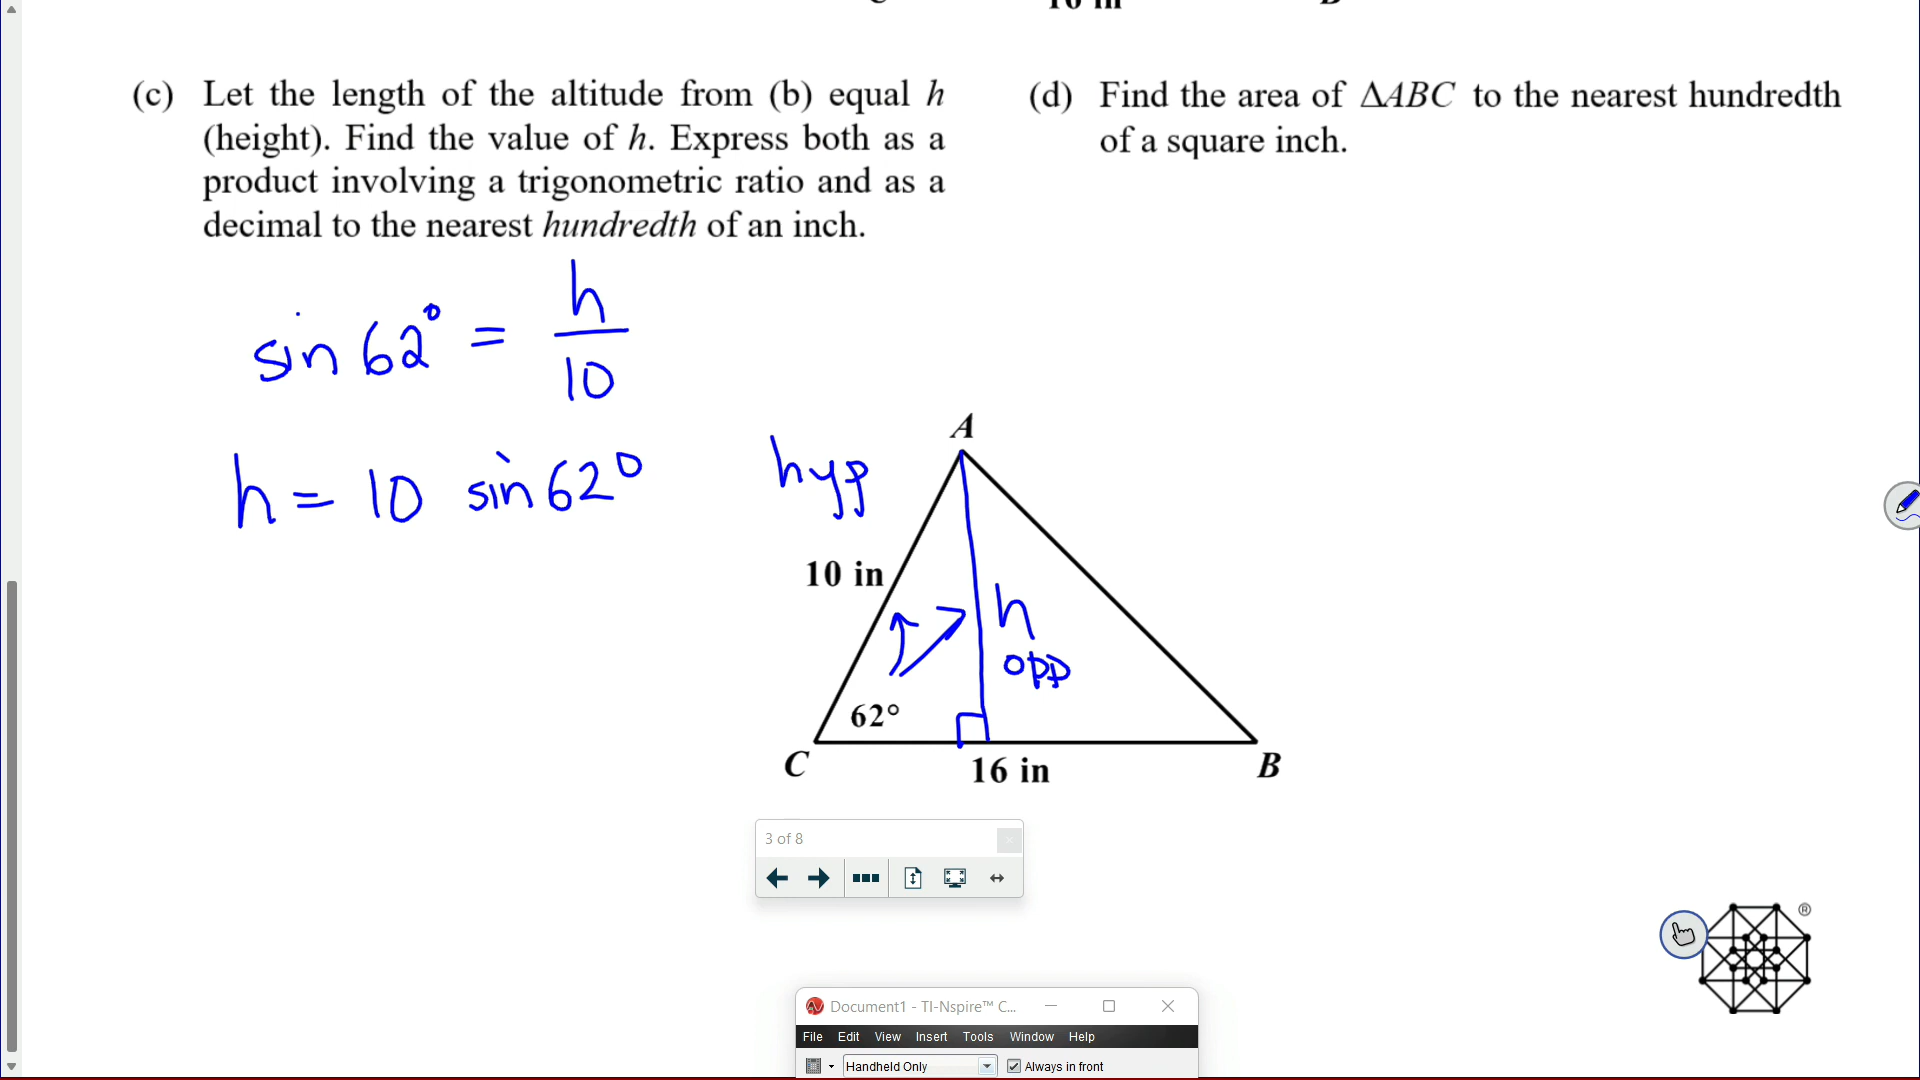 (c) Let the length of the altitude from (b) equal h
(height). Find the value of h. Express both as a
product involving a trigonometric ratio and as a
decimal to the nearest hundredth of an inch.
(d) Find the area of ΔABC to the nearest hundredth
of a square inch.
sin 62° = h/10
h = 10 sin 62°
hyp
A
10 in
h
opp
62°
C
16 in
B
3 of 8
®
Document1 - TI-Nspire™ C...
File Edit View Insert Tools Window Help
Handheld Only
Always in front